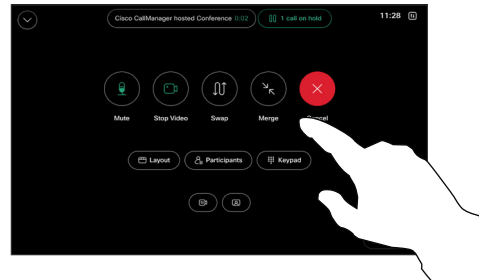 Cisco CallManager hosted Conference 0:02
1 call on hold
11:28
Mute
Stop Video
Swap
Merge
Cancel
Layout
Participants
Keypad